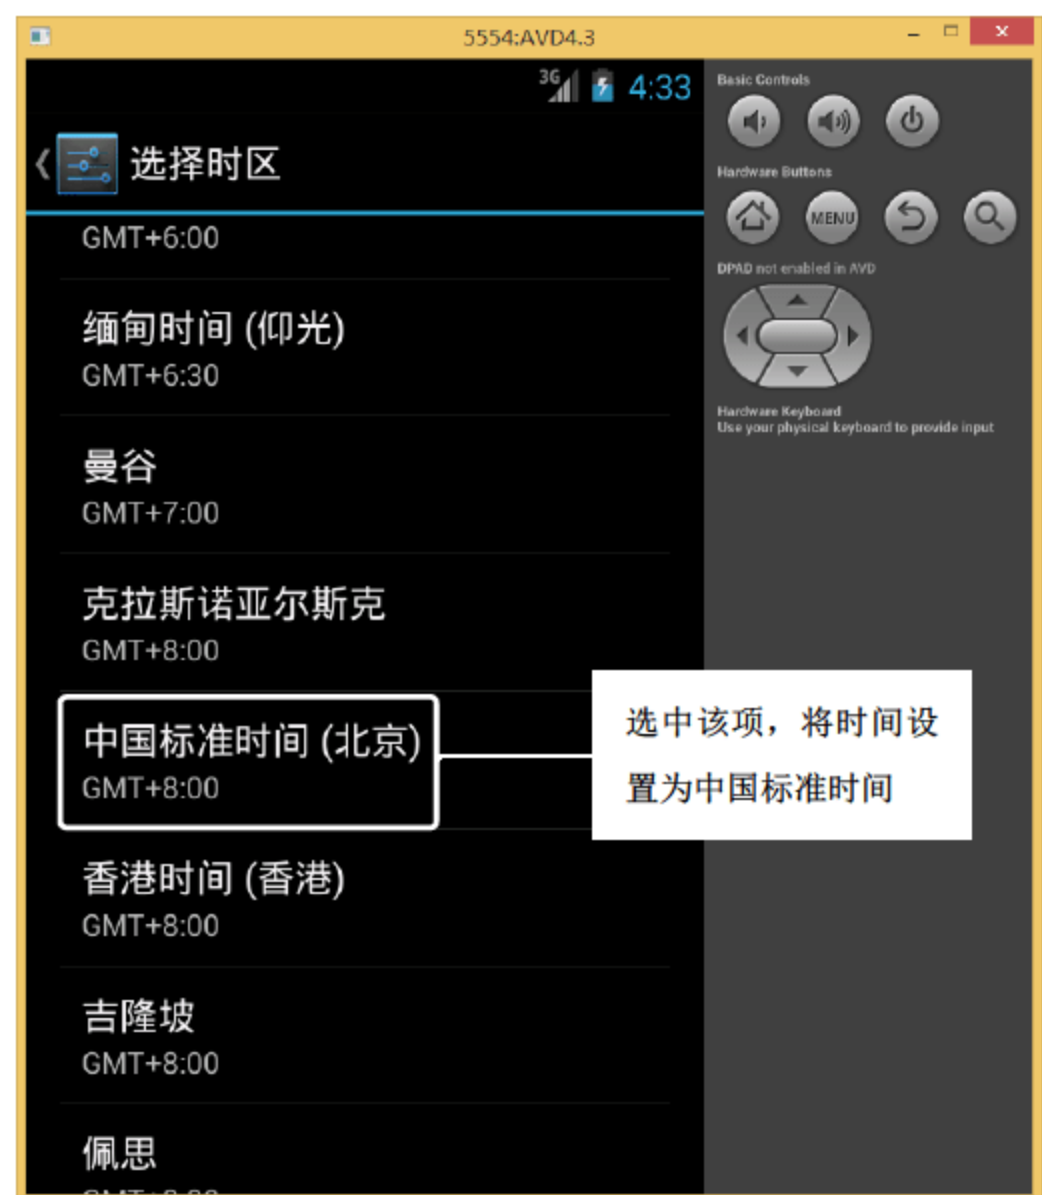 5554:AVD4.3
3G 4:33
选择时区
GMT+6:00
缅甸时间 (仰光)
GMT+6:30
曼谷
GMT+7:00
克拉斯诺亚尔斯克
GMT+8:00
中国标准时间 (北京)
GMT+8:00
香港时间 (香港)
GMT+8:00
吉隆坡
GMT+8:00
佩思
Basic Controls
Hardware Buttons
MENU
DPAD not enabled in AVD
Hardware Keyboard
Use your physical keyboard to provide input
选中该项，将时间设
置为中国标准时间